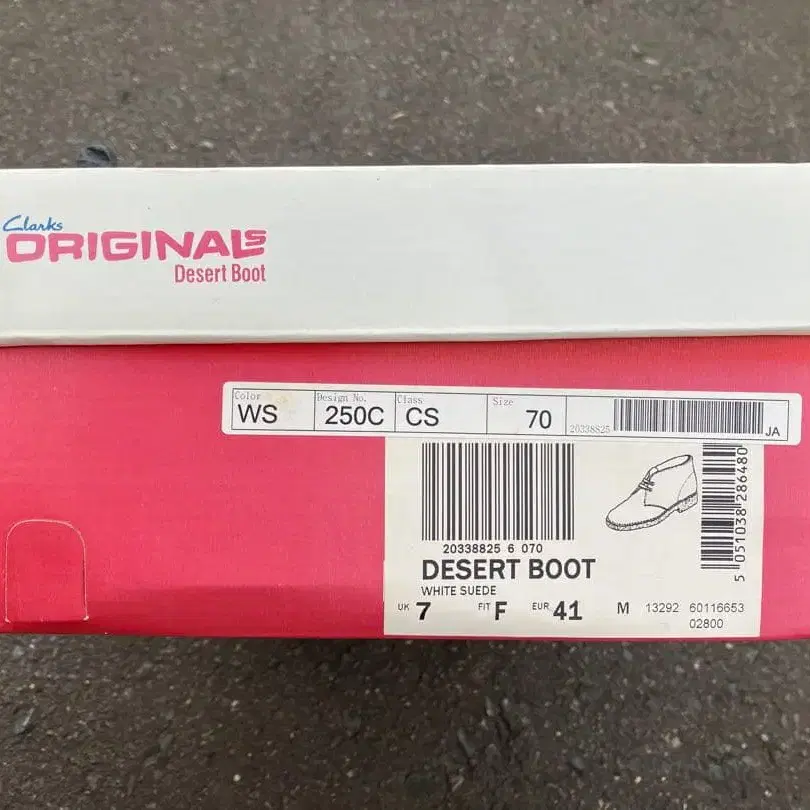 Clarks
ORIGINALS
Desert Boot
Color WS Design No. 250C Class CS Size 70 20338825 JA
20338825 6 070
5 051038 286480
DESERT BOOT
WHITE SUEDE
UK 7 FIT F EUR 41 M 13292 60116653
02800